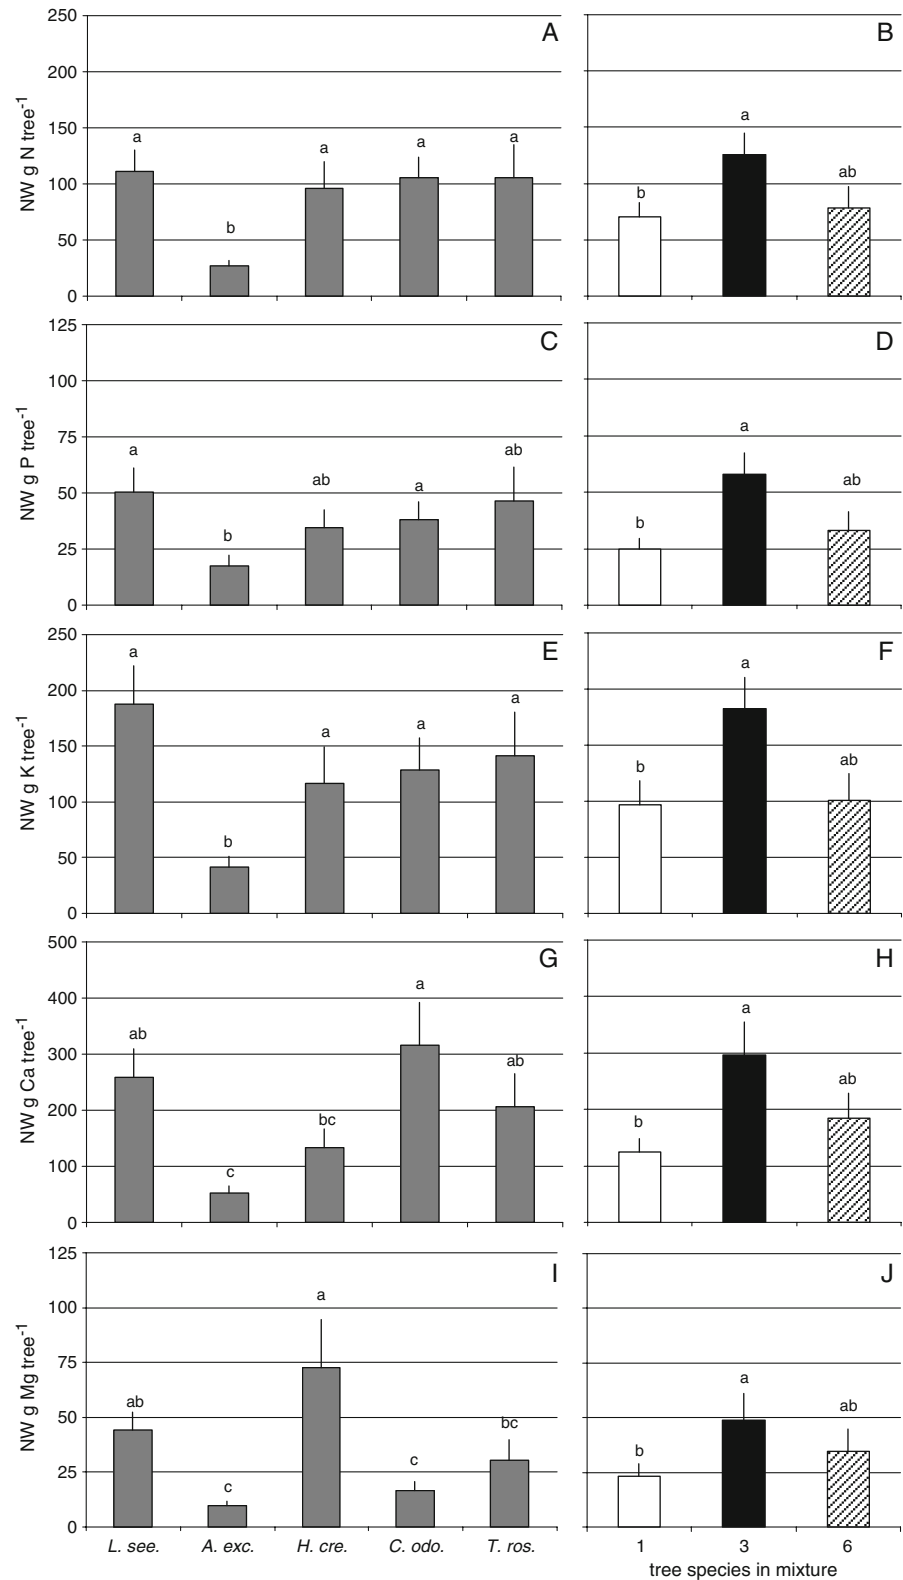 A
B
250
200
150
100
50
0
NW g N tree-1
a
b
a
a
a
b
a
ab
C
D
125
100
75
50
25
0
NW g P tree-1
a
b
ab
a
ab
b
a
ab
E
F
250
200
150
100
50
0
NW g K tree-1
a
b
a
a
a
b
a
ab
G
H
500
400
300
200
100
0
NW g Ca tree-1
ab
c
bc
a
ab
b
a
ab
I
J
125
100
75
50
25
0
NW g Mg tree-1
ab
c
a
c
bc
b
a
ab
L. see. A. exc. H. cre. C. odo. T. ros.
1 3 6
tree species in mixture